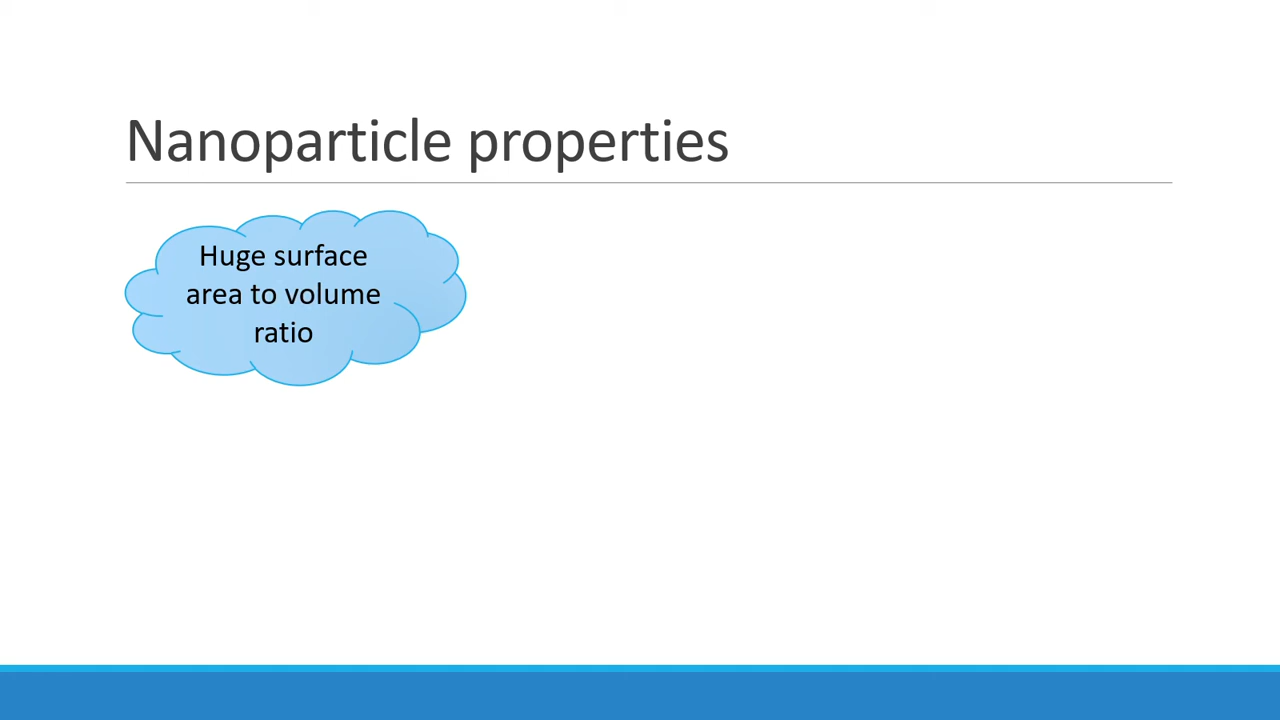 Nanoparticle properties
Huge surface
area to volume
ratio